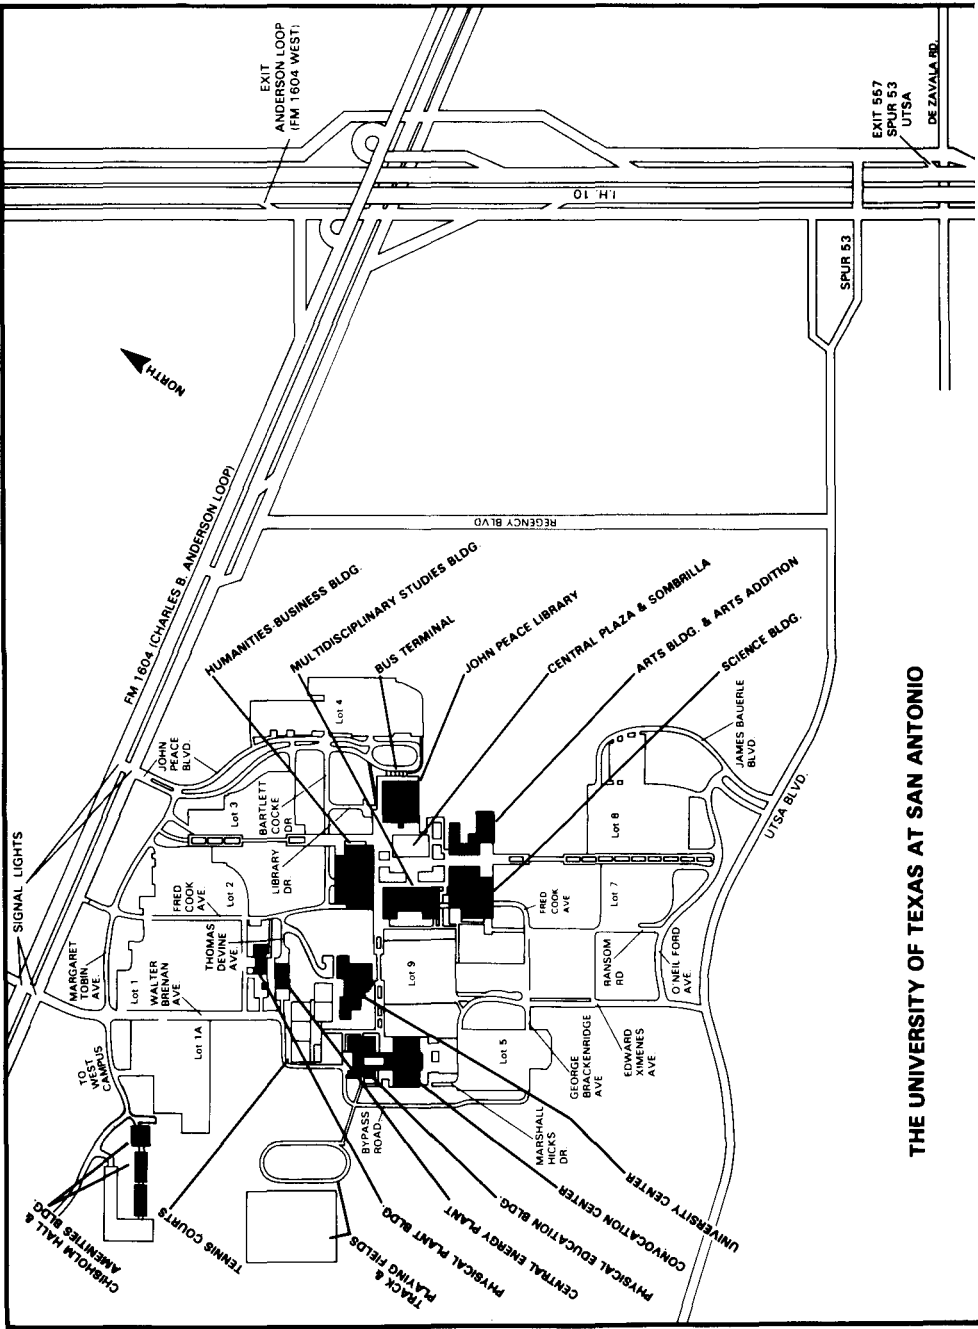 EXIT
ANDERSON LOOP
(FM 1604 WEST)
EXIT 557
SPUR 53
UTSA
DE ZAVALA RD.
I.H. 10
SPUR 53
NORTH
FM 1604 (CHARLES B. ANDERSON LOOP)
REGENCY BLVD
SIGNAL LIGHTS
HUMANITIES-BUSINESS BLDG.
MULTIDISCIPLINARY STUDIES BLDG.
BUS TERMINAL
JOHN PEACE LIBRARY
CENTRAL PLAZA & SOMBRILLA
ARTS BLDG. & ARTS ADDITION
SCIENCE BLDG.
JOHN
PEACE
BLVD.
Lot 4
Lot 3
BARTLETT
COCKE
DR
LIBRARY
DR
JAMES BAUERLE
BLVD
UTSA BLVD.
Lot 8
FRED
COOK
AVE
Lot 2
MARGARET
TOBIN
AVE.
Lot 1
WALTER
BRENAN
AVE
THOMAS
DEVINE
AVE.
Lot 9
FRED
COOK
AVE
Lot 7
RANSOM
RD
O'NEIL FORD
AVE
TO
WEST
CAMPUS
Lot 1A
Lot 5
GEORGE
BRACKENRIDGE
AVE
EDWARD
XIMENES
AVE
BYPASS
ROAD
MARSHALL
HICKS
DR
CHISHOLM HALL &
AMENITIES BLDG.
TENNIS COURTS
TRACK &
PLAYING FIELDS
PHYSICAL PLANT BLDG
CENTRAL ENERGY PLANT
PHYSICAL EDUCATION BLDG.
CONVOCATION CENTER
UNIVERSITY CENTER
THE UNIVERSITY OF TEXAS AT SAN ANTONIO